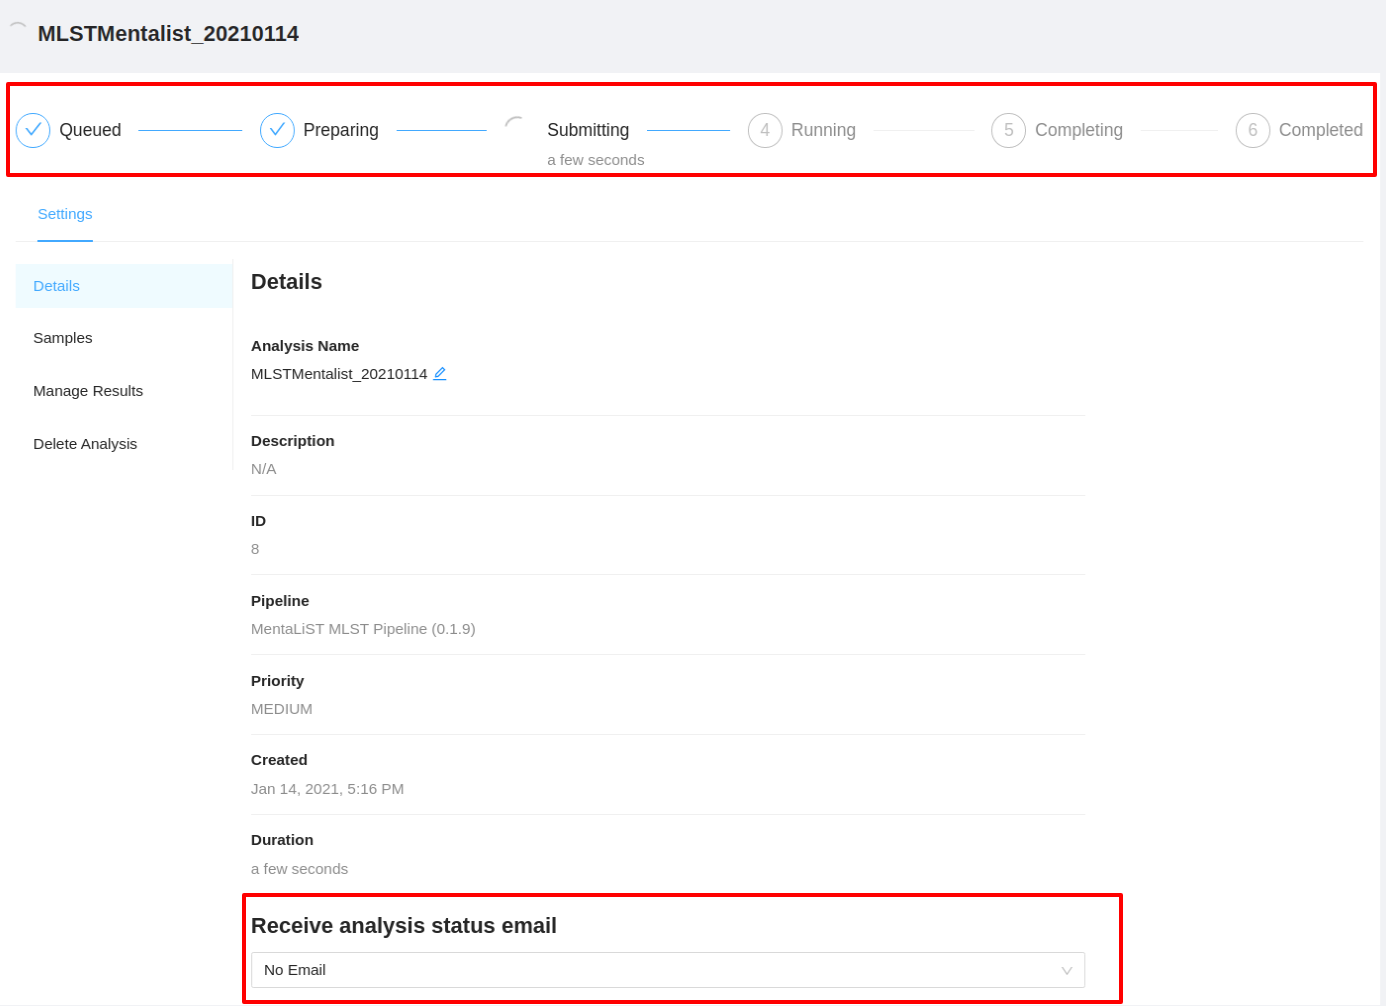 MLSTMentalist_20210114
Queued Preparing Submitting 4 Running 5 Completing 6 Completed
a few seconds
Settings
Details
Samples
Manage Results
Delete Analysis
Details
Analysis Name
MLSTMentalist_20210114
Description
N/A
ID
8
Pipeline
MentaLiST MLST Pipeline (0.1.9)
Priority
MEDIUM
Created
Jan 14, 2021, 5:16 PM
Duration
a few seconds
Receive analysis status email
No Email